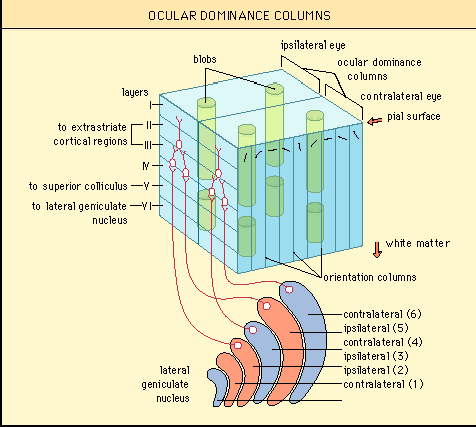 OCULAR DOMINANCE COLUMNS
ipsilateral eye
blobs
ocular dominance
columns
layers
contralateral eye
I
pial surface
to extrastriate
cortical regions
II
III
IV
to superior colliculus
V
to lateral geniculate
nucleus
VI
white matter
orientation columns
contralateral (6)
ipsilateral (5)
contralateral (4)
ipsilateral (3)
ipsilateral (2)
contralateral (1)
lateral
geniculate
nucleus